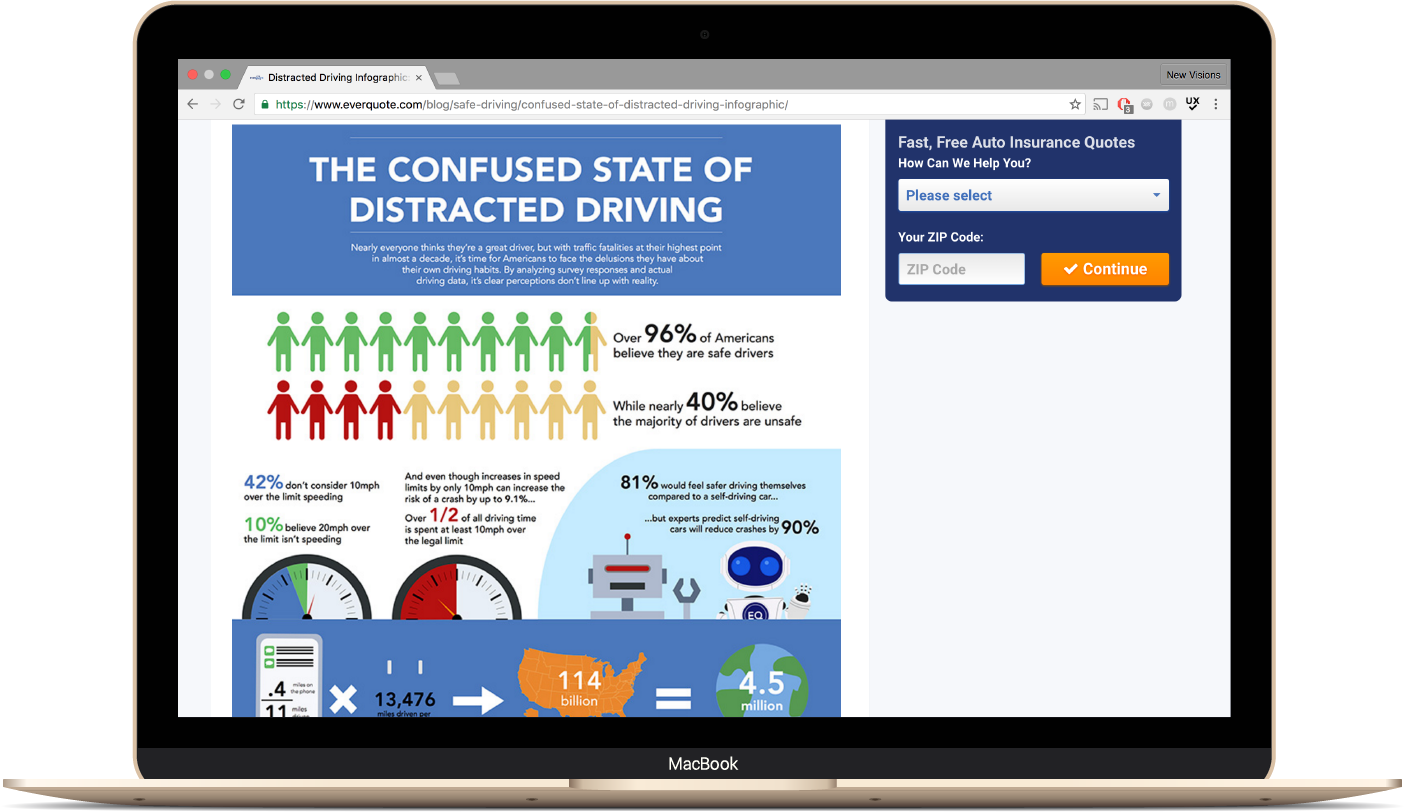 Distracted Driving Infographic:
New Visions
https://www.everquote.com/blog/safe-driving/confused-state-of-distracted-driving-infographic/
UX
THE CONFUSED STATE OF
DISTRACTED DRIVING
Nearly everyone thinks they're a great driver, but with traffic fatalities at their highest point
in almost a decade, it's time for Americans to face the delusions they have about
their own driving habits. By analyzing survey responses and actual
driving data, it's clear perceptions don't line up with reality.
Fast, Free Auto Insurance Quotes
How Can We Help You?
Please select
Your ZIP Code:
ZIP Code
Continue
Over 96% of Americans
believe they are safe drivers
While nearly 40% believe
the majority of drivers are unsafe
42% don't consider 10mph
over the limit speeding
10% believe 20mph over
the limit isn't speeding
And even though increases in speed
limits by only 10mph can increase the
risk of a crash by up to 9.1%...
Over 1/2 of all driving time
is spent at least 10mph over
the legal limit
81% would feel safer driving themselves
compared to a self-driving car...
...but experts predict self-driving
cars will reduce crashes by 90%
EQ
.4 miles on
the phone
11 miles
13,476
miles driven per
114
billion
4.5
million
MacBook